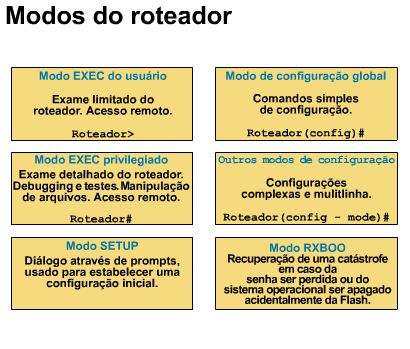 Modos do roteador
Modo EXEC do usuário
Exame limitado do
roteador. Acesso remoto.
Roteador>
Modo de configuração global
Comandos simples
de configuração.
Roteador(config)#
Modo EXEC privilegiado
Exame detalhado do roteador.
Debugging e testes. Manipulação
de arquivos. Acesso remoto.
Roteador#
Outros modos de configuração
Configurações
complexas e mulitlinha.
Roteador(config - mode)#
Modo SETUP
Diálogo através de prompts,
usado para estabelecer uma
configuração inicial.
Modo RXBOO
Recuperação de uma catástrofe
em caso da
senha ser perdida ou do
sistema operacional ser apagado
acidentalmente da Flash.